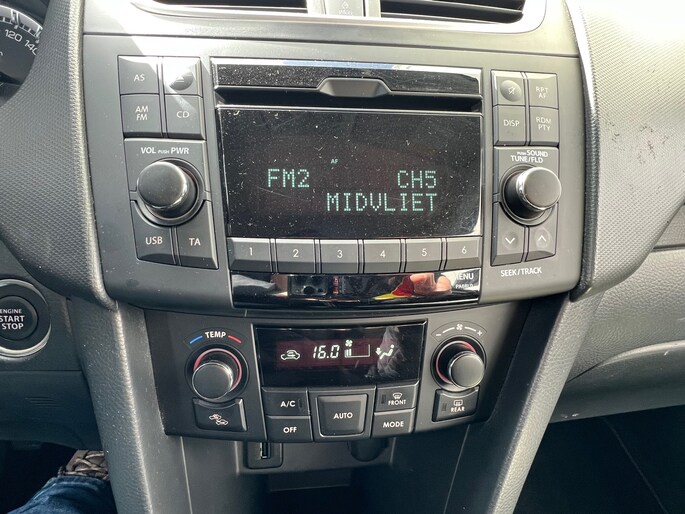 120 140
AS
AM
FM
CD
VOL PUSH PWR
USB
TA
AF
FM2
CH5
MIDVLIET
1 2 3 4 5 6
MENU
RPT
AS
DISP
RDM
PTY
PUSH SOUND
TUNE/FLD
SEEK/TRACK
ENGINE
START
STOP
TEMP
16.0
- +
A/C
OFF
AUTO
FRONT
MODE
REAR